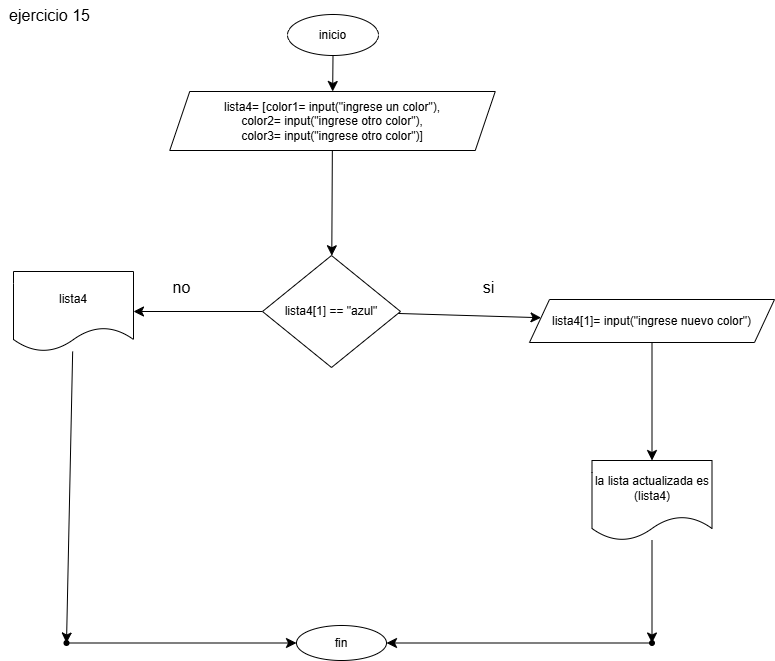 ejercicio 15
inicio
lista4= [color1= input("ingrese un color"),
color2= input("ingrese otro color"),
color3= input("ingrese otro color")]
no
si
lista4
lista4[1] == "azul"
lista4[1]= input("ingrese nuevo color")
la lista actualizada es
(lista4)
fin